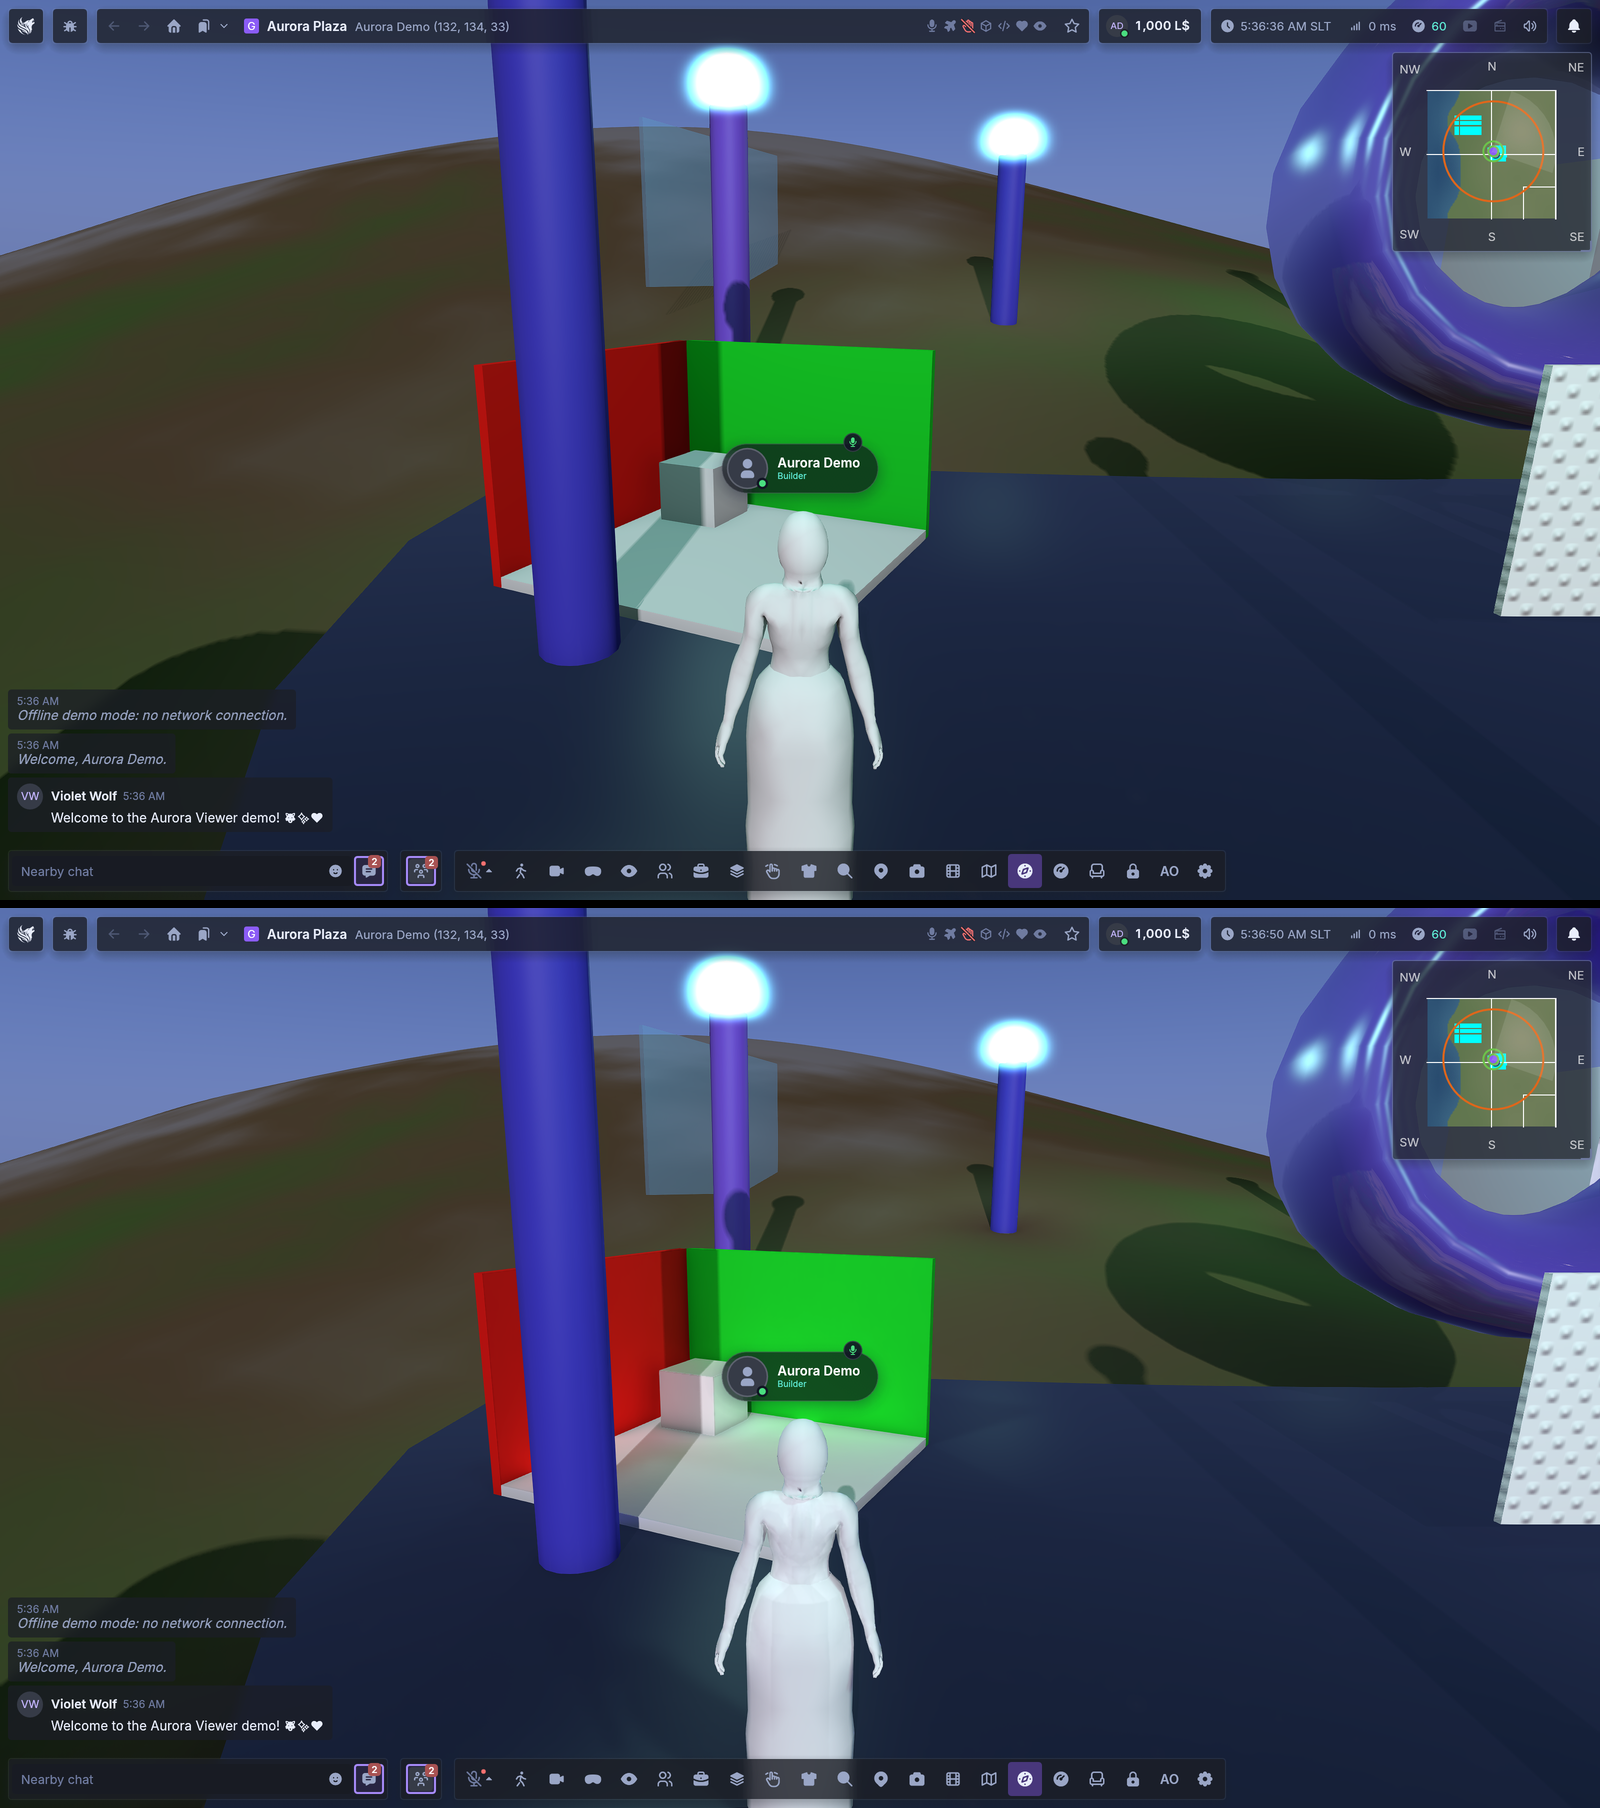 G Aurora Plaza Aurora Demo (132, 134, 33)
AD 1,000 L$
5:36:36 AM SLT 0 ms 60
NW N NE
W E
SW S SE
Aurora Demo
Builder
5:36 AM
Offline demo mode: no network connection.
5:36 AM
Welcome, Aurora Demo.
VW Violet Wolf 5:36 AM
Welcome to the Aurora Viewer demo!
Nearby chat 2 2 AO
G Aurora Plaza Aurora Demo (132, 134, 33)
AD 1,000 L$
5:36:50 AM SLT 0 ms 60
NW N NE
W E
SW S SE
Aurora Demo
Builder
5:36 AM
Offline demo mode: no network connection.
5:36 AM
Welcome, Aurora Demo.
VW Violet Wolf 5:36 AM
Welcome to the Aurora Viewer demo!
Nearby chat 2 2 AO